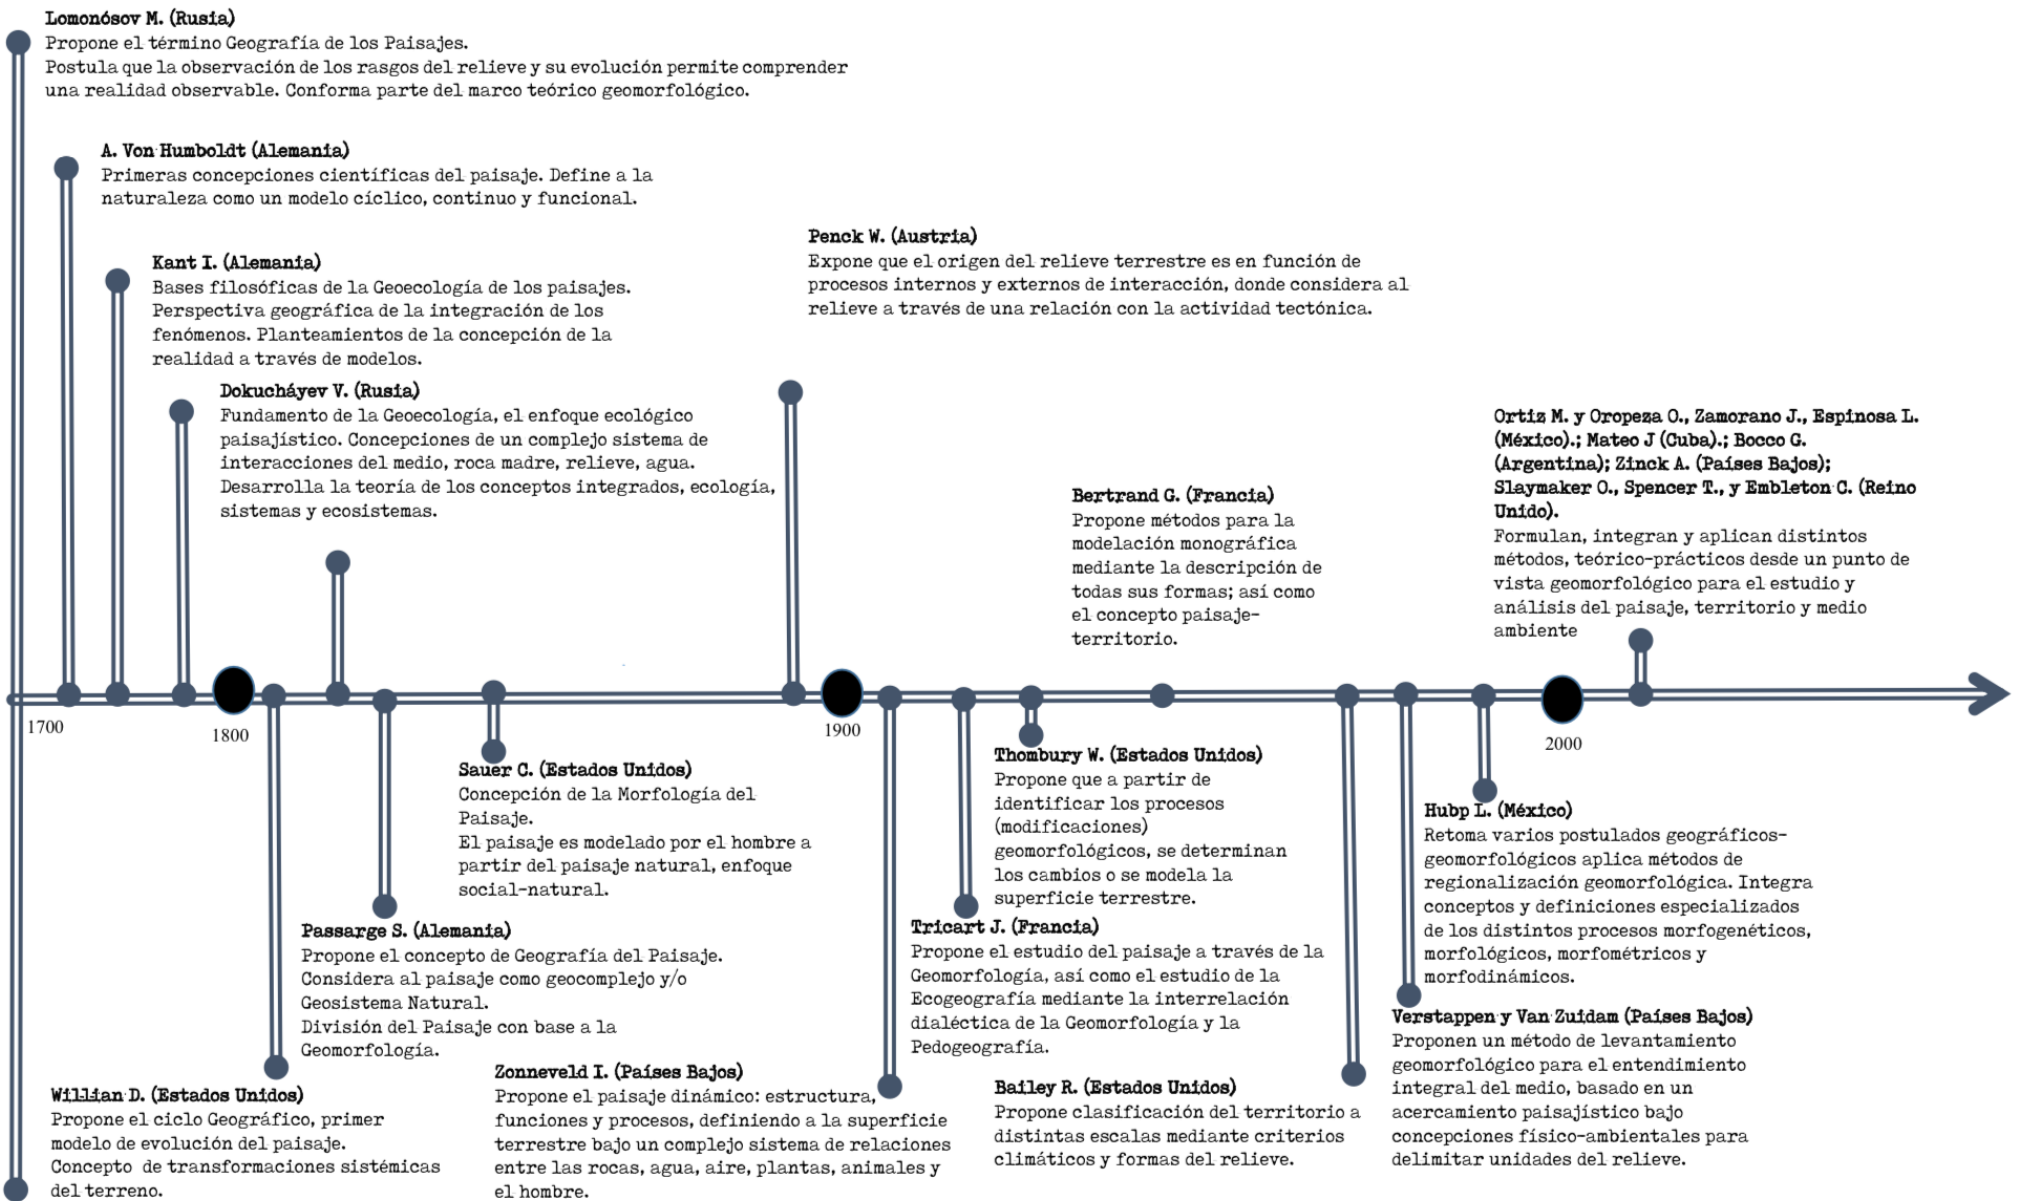 Lomonósov M. (Rusia)
Propone el término Geografía de los Paisajes.
Postula que la observación de los rasgos del relieve y su evolución permite comprender
una realidad observable. Conforma parte del marco teórico geomorfológico.
A. Von Humboldt (Alemania)
Primeras concepciones científicas del paisaje. Define a la
naturaleza como un modelo cíclico, continuo y funcional.
Kant I. (Alemania)
Bases filosóficas de la Geoecología de los paisajes.
Perspectiva geográfica de la integración de los
fenómenos. Planteamientos de la concepción de la
realidad a través de modelos.
Dokucháyev V. (Rusia)
Fundamento de la Geoecología, el enfoque ecológico
paisajístico. Concepciones de un complejo sistema de
interacciones del medio, roca madre, relieve, agua.
Desarrolla la teoría de los conceptos integrados, ecología,
sistemas y ecosistemas.
Penck W. (Austria)
Expone que el origen del relieve terrestre es en función de
procesos internos y externos de interacción, donde considera al
relieve a través de una relación con la actividad tectónica.
Bertrand G. (Francia)
Propone métodos para la
modelación monográfica
mediante la descripción de
todas sus formas; así como
el concepto paisaje-
territorio.
Ortiz M. y Oropeza O., Zamorano J., Espinosa L.
(México).; Mateo J (Cuba).; Bocco G.
(Argentina); Zinck A. (Países Bajos);
Slaymaker O., Spencer T., y Embleton C. (Reino
Unido).
Formulan, integran y aplican distintos
métodos, teórico-prácticos desde un punto de
vista geomorfológico para el estudio y
análisis del paisaje, territorio y medio
ambiente
1700
1800
1900
2000
Sauer C. (Estados Unidos)
Concepción de la Morfología del
Paisaje.
El paisaje es modelado por el hombre a
partir del paisaje natural, enfoque
social-natural.
Passarge S. (Alemania)
Propone el concepto de Geografía del Paisaje.
Considera al paisaje como geocomplejo y/o
Geosistema Natural.
División del Paisaje con base a la
Geomorfología.
Willian D. (Estados Unidos)
Propone el ciclo Geográfico, primer
modelo de evolución del paisaje.
Concepto de transformaciones sistémicas
del terreno.
Zonneveld I. (Países Bajos)
Propone el paisaje dinámico: estructura,
funciones y procesos, definiendo a la superficie
terrestre bajo un complejo sistema de relaciones
entre las rocas, agua, aire, plantas, animales y
el hombre.
Thombury W. (Estados Unidos)
Propone que a partir de
identificar los procesos
(modificaciones)
geomorfológicos, se determinan
los cambios o se modela la
superficie terrestre.
Tricart J. (Francia)
Propone el estudio del paisaje a través de la
Geomorfología, así como el estudio de la
Ecogeografía mediante la interrelación
dialéctica de la Geomorfología y la
Pedogeografía.
Bailey R. (Estados Unidos)
Propone clasificación del territorio a
distintas escalas mediante criterios
climáticos y formas del relieve.
Hubp L. (México)
Retoma varios postulados geográficos-
geomorfológicos aplica métodos de
regionalización geomorfológica. Integra
conceptos y definiciones especializados
de los distintos procesos morfogenéticos,
morfológicos, morfométricos y
morfodinámicos.
Verstappen y Van Zuidam (Países Bajos)
Proponen un método de levantamiento
geomorfológico para el entendimiento
integral del medio, basado en un
acercamiento paisajístico bajo
concepciones físico-ambientales para
delimitar unidades del relieve.